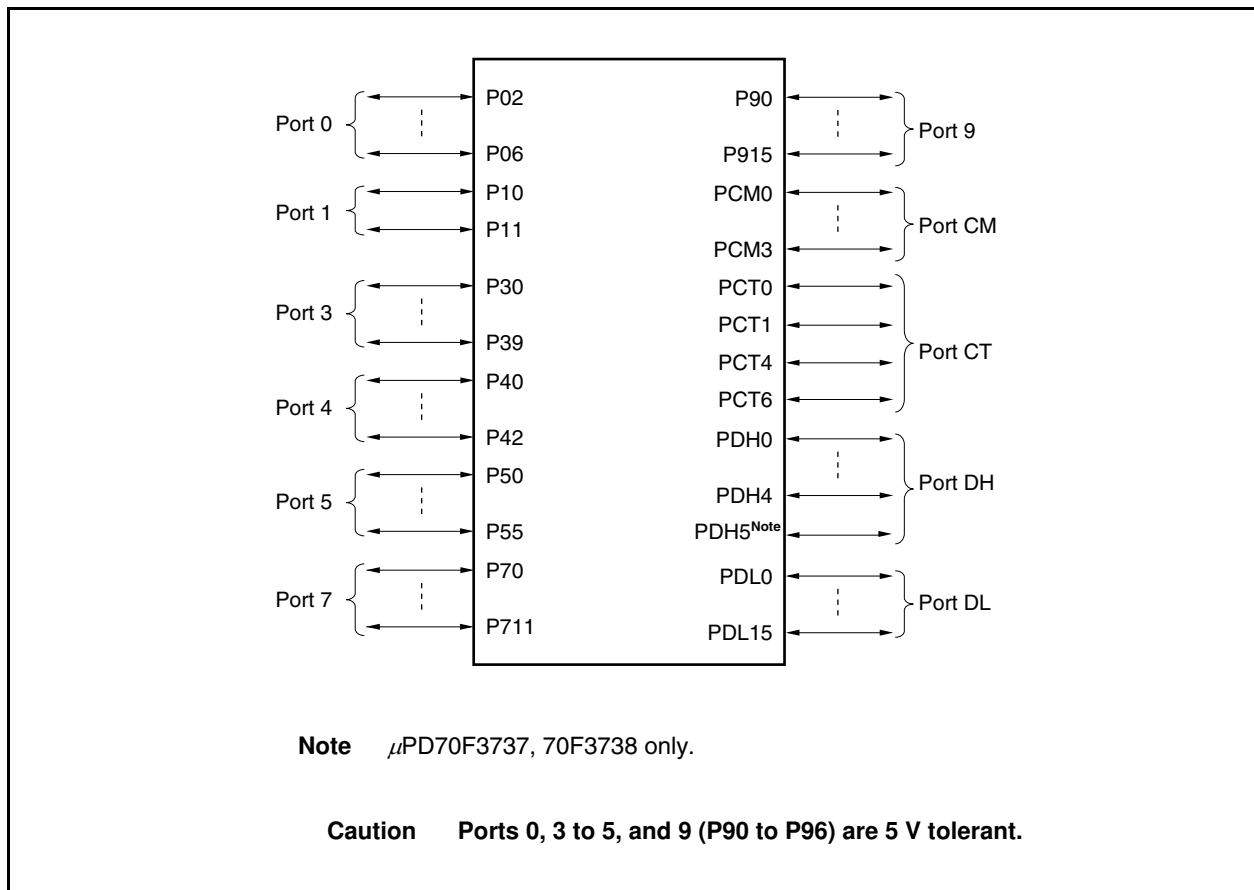 Port 0
P02
P06
Port 1
P10
P11
Port 3
P30
P39
Port 4
P40
P42
Port 5
P50
P55
Port 7
P70
P711
P90
P915
Port 9
PCM0
PCM3
Port CM
PCT0
PCT1
PCT4
PCT6
Port CT
PDH0
PDH4
PDH5Note
Port DH
PDL0
PDL15
Port DL
Note μPD70F3737, 70F3738 only.
Caution Ports 0, 3 to 5, and 9 (P90 to P96) are 5 V tolerant.